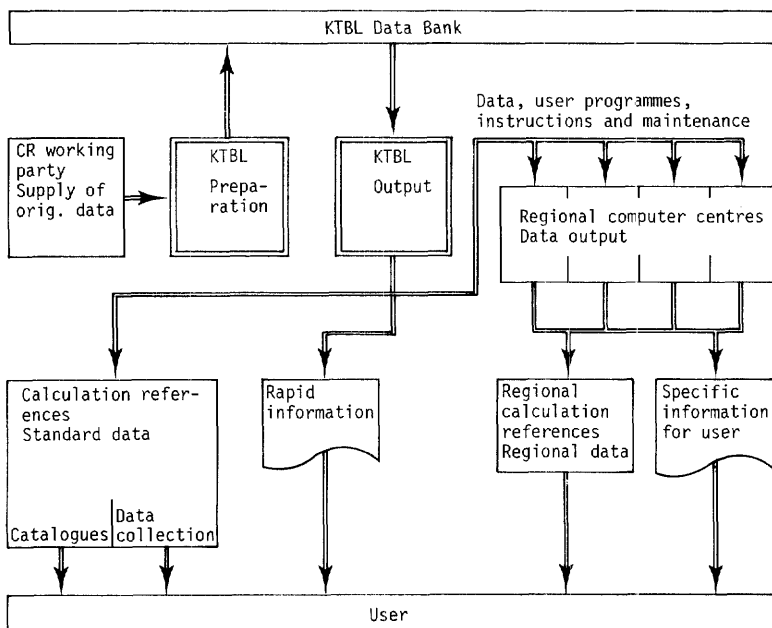 KTBL Data Bank
Data, user programmes,
instructions and maintenance
CR working
party
Supply of
orig. data
KTBL
Prepa-
ration
KTBL
Output
Regional computer centres
Data output
Calculation refer-
ences
Standard data
Catalogues
Data
collection
Rapid
information
Regional
calculation
references
Regional data
Specific
information
for user
User